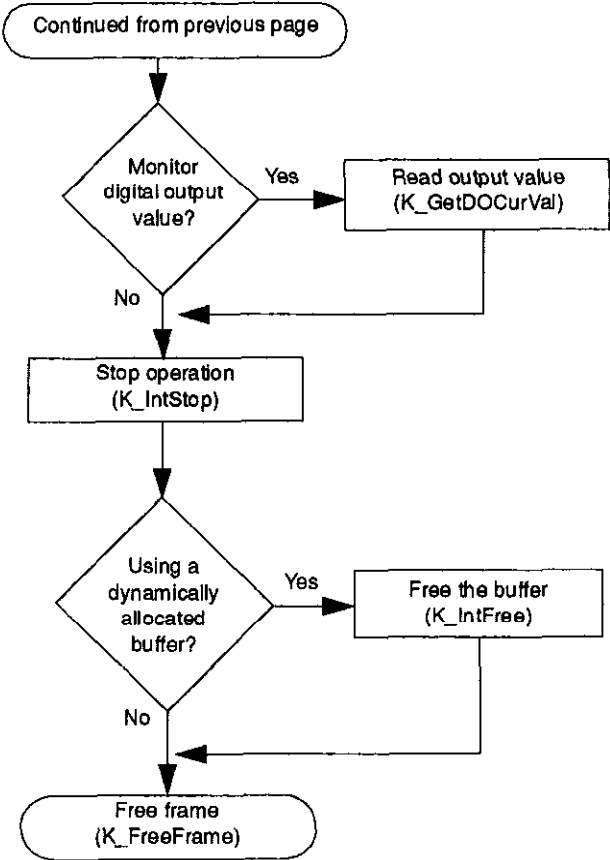 Continued from previous page
Monitor
digital output
value?
Yes
Read output value
(K_GetDOCurVal)
No
Stop operation
(K_IntStop)
Using a
dynamically
allocated
buffer?
Yes
Free the buffer
(K_IntFree)
No
Free frame
(K_FreeFrame)